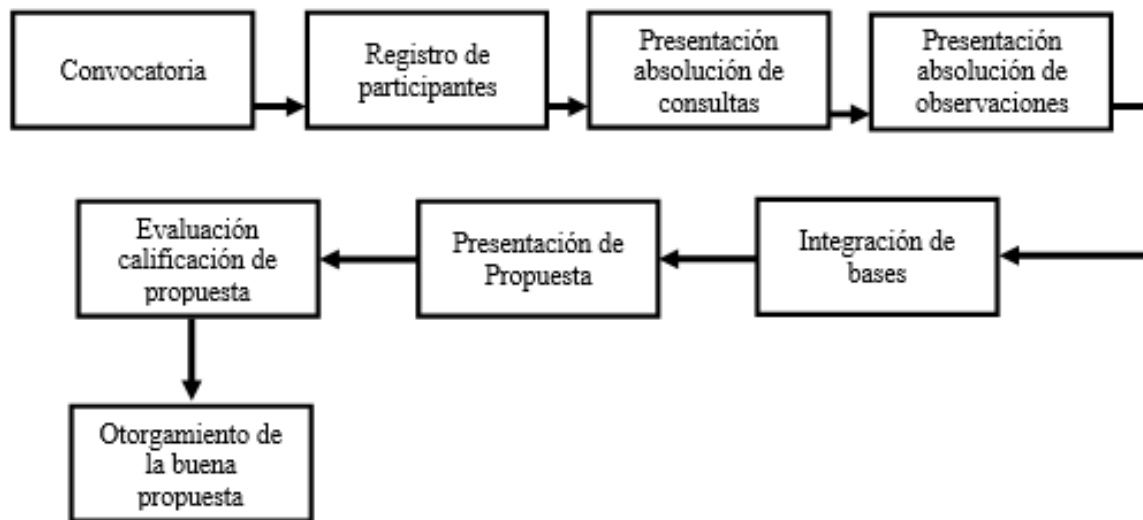 Convocatoria
Registro de
participantes
Presentación
absolución de
consultas
Presentación
absolución de
observaciones
Integración de
bases
Presentación de
Propuesta
Evaluación
calificación de
propuesta
Otorgamiento de
la buena
propuesta